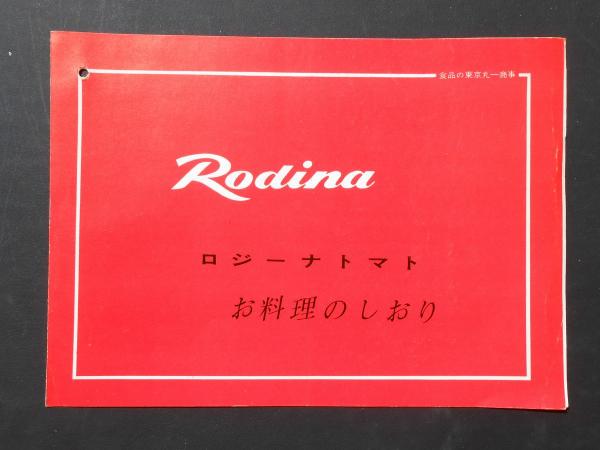 食品の東京丸一商事
Rodina
ロジーナトマト
お料理のしおり